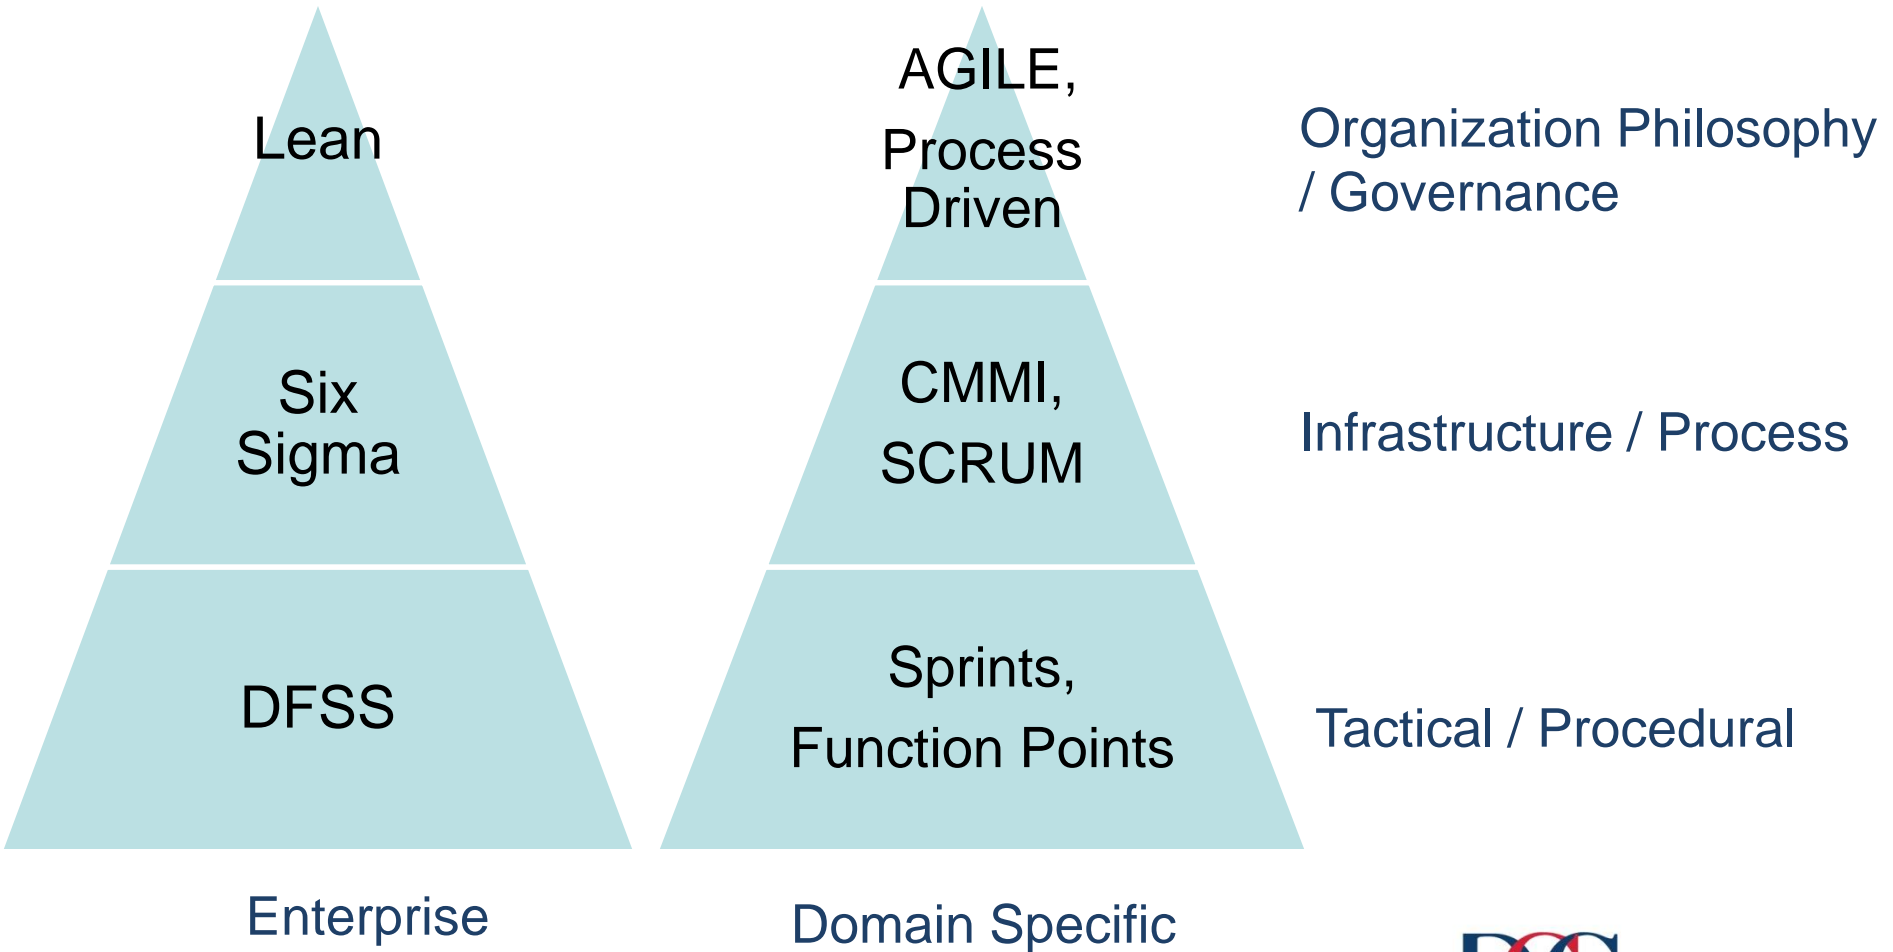 Lean
Six
Sigma
DFSS
Enterprise
AGILE,
Process
Driven
CMMI,
SCRUM
Sprints,
Function Points
Domain Specific
Organization Philosophy
/ Governance
Infrastructure / Process
Tactical / Procedural